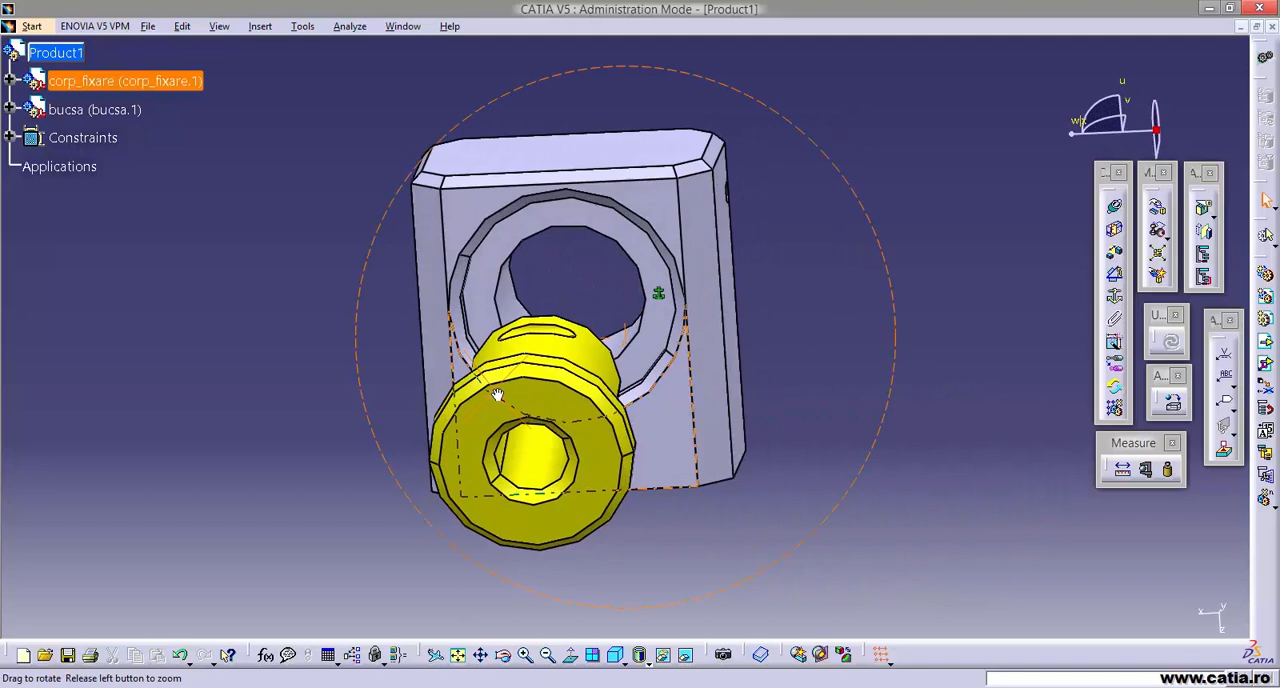 CATIA V5 : Administration Mode - [Product1]
Start ENOVIA V5 VPM File Edit View Insert Tools Analyze Window Help
Product1
corp_fixare (corp_fixare.1)
bucsa (bucsa.1)
Constraints
Applications
u
v
w|x
C...
M...
A...
U...
A...
A...
Measure
ABC
x y
z
f(x)
CATIA
Drag to rotate Release left button to zoom
www.catia.ro